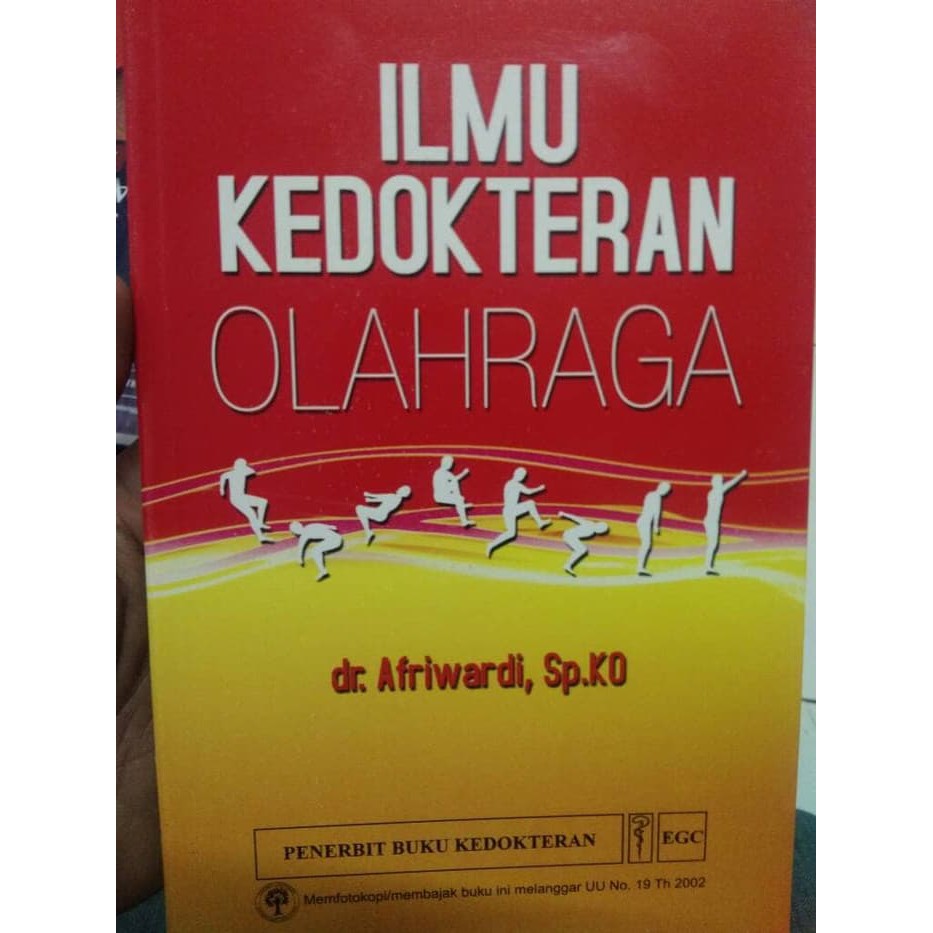 ILMU
KEDOKTERAN
OLAHRAGA
dr. Afriwardi, Sp.KO
PENERBIT BUKU KEDOKTERAN
EGC
Memfotokopi/membajak buku ini melanggar UU No. 19 Th 2002